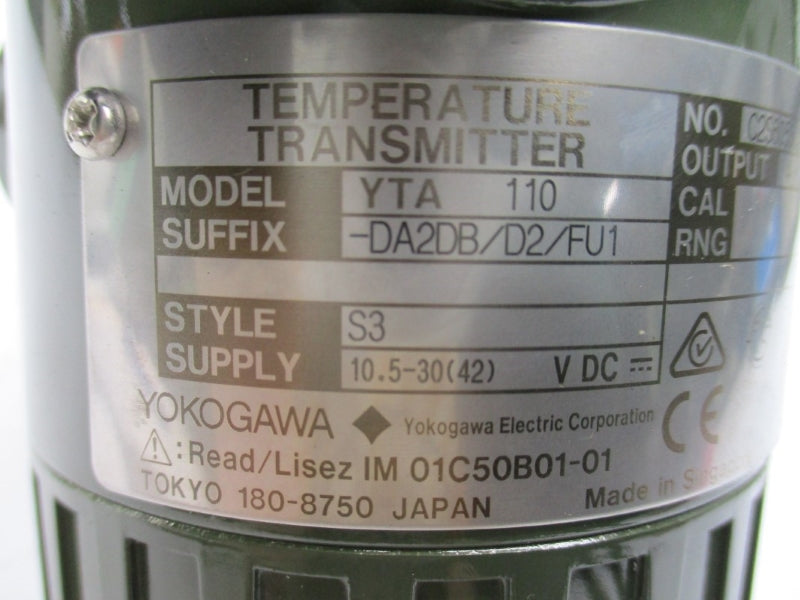 TEMPERATURE
TRANSMITTER
MODEL YTA 110
SUFFIX -DA2DB/D2/FU1
STYLE S3
SUPPLY 10.5-30(42) V DC ⎓
NO.
OUTPUT
CAL
RNG
YOKOGAWA ◆ Yokogawa Electric Corporation CE
⚠:Read/Lisez IM 01C50B01-01
TOKYO 180-8750 JAPAN Made in